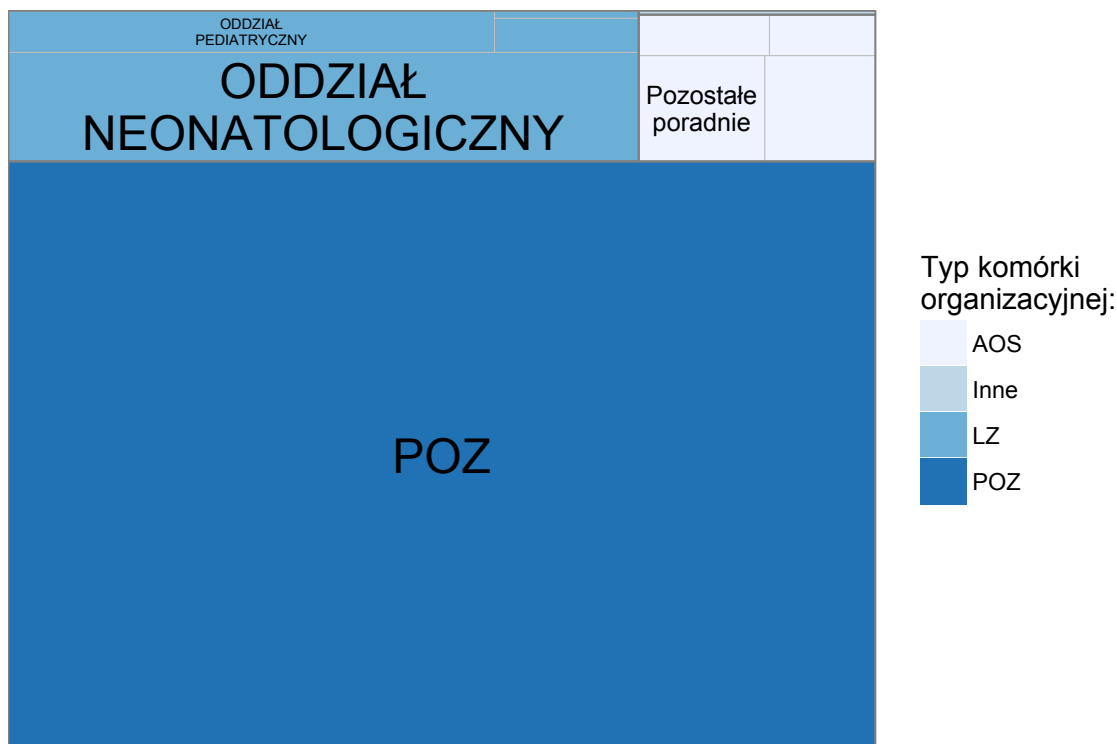 ODDZIAŁ
PEDIATRYCZNY
ODDZIAŁ
NEONATOLOGICZNY
Pozostałe
poradnie
POZ
Typ komórki
organizacyjnej:
AOS
Inne
LZ
POZ